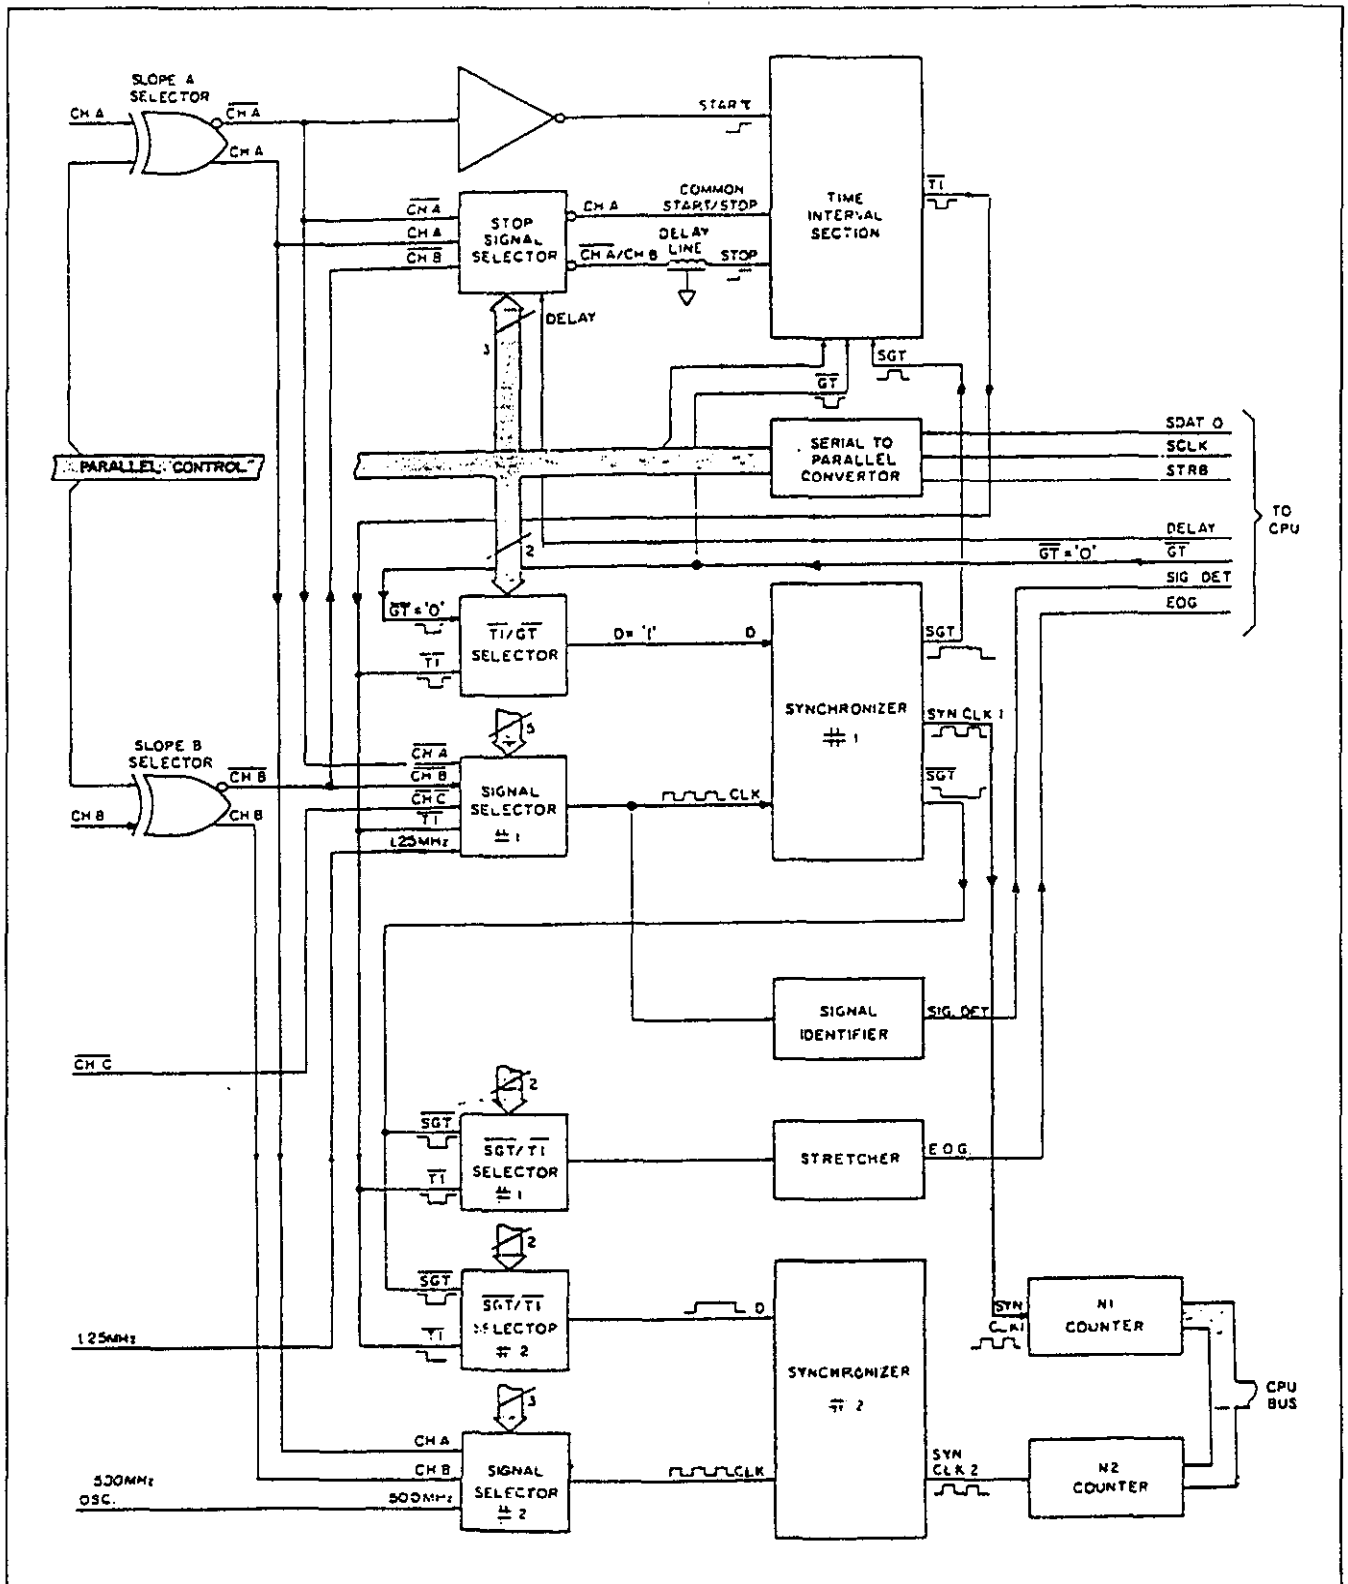 SLOPE A
SELECTOR
CH A
CH A
CH A
START
TIME
INTERVAL
SECTION
TI
STOP
SIGNAL
SELECTOR
CH A
CH A
CH B
CH A
COMMON
START/STOP
CH A/CH B
DELAY
LINE
STOP
DELAY
3
GT
SGT
PARALLEL CONTROL
SERIAL TO
PARALLEL
CONVERTOR
SDAT O
SCLK
STRB
DELAY
GT
SIG DET
EOG
TO
CPU
GT = '0'
2
GT = '0'
TI
TI/GT
SELECTOR
D = '1'
D
SYNCHRONIZER
# 1
SGT
SYN CLK 1
SGT
5
SLOPE B
SELECTOR
CH B
CH B
CH B
CH A
CH B
CH C
TI
1.25MHz
SIGNAL
SELECTOR
# 1
CLK
SIGNAL
IDENTIFIER
SIG. DET
CH C
2
SGT
TI
SGT/TI
SELECTOR
# 1
STRETCHER
E.O.G.
2
SGT
TI
SGT/TI
SELECTOR
# 2
D
SYNCHRONIZER
# 2
SYN
CLK1
N1
COUNTER
CPU
BUS
1.25MHz
3
CH A
CH B
500MHz
500MHz
OSC.
SIGNAL
SELECTOR
# 2
CLK
SYN
CLK 2
N2
COUNTER